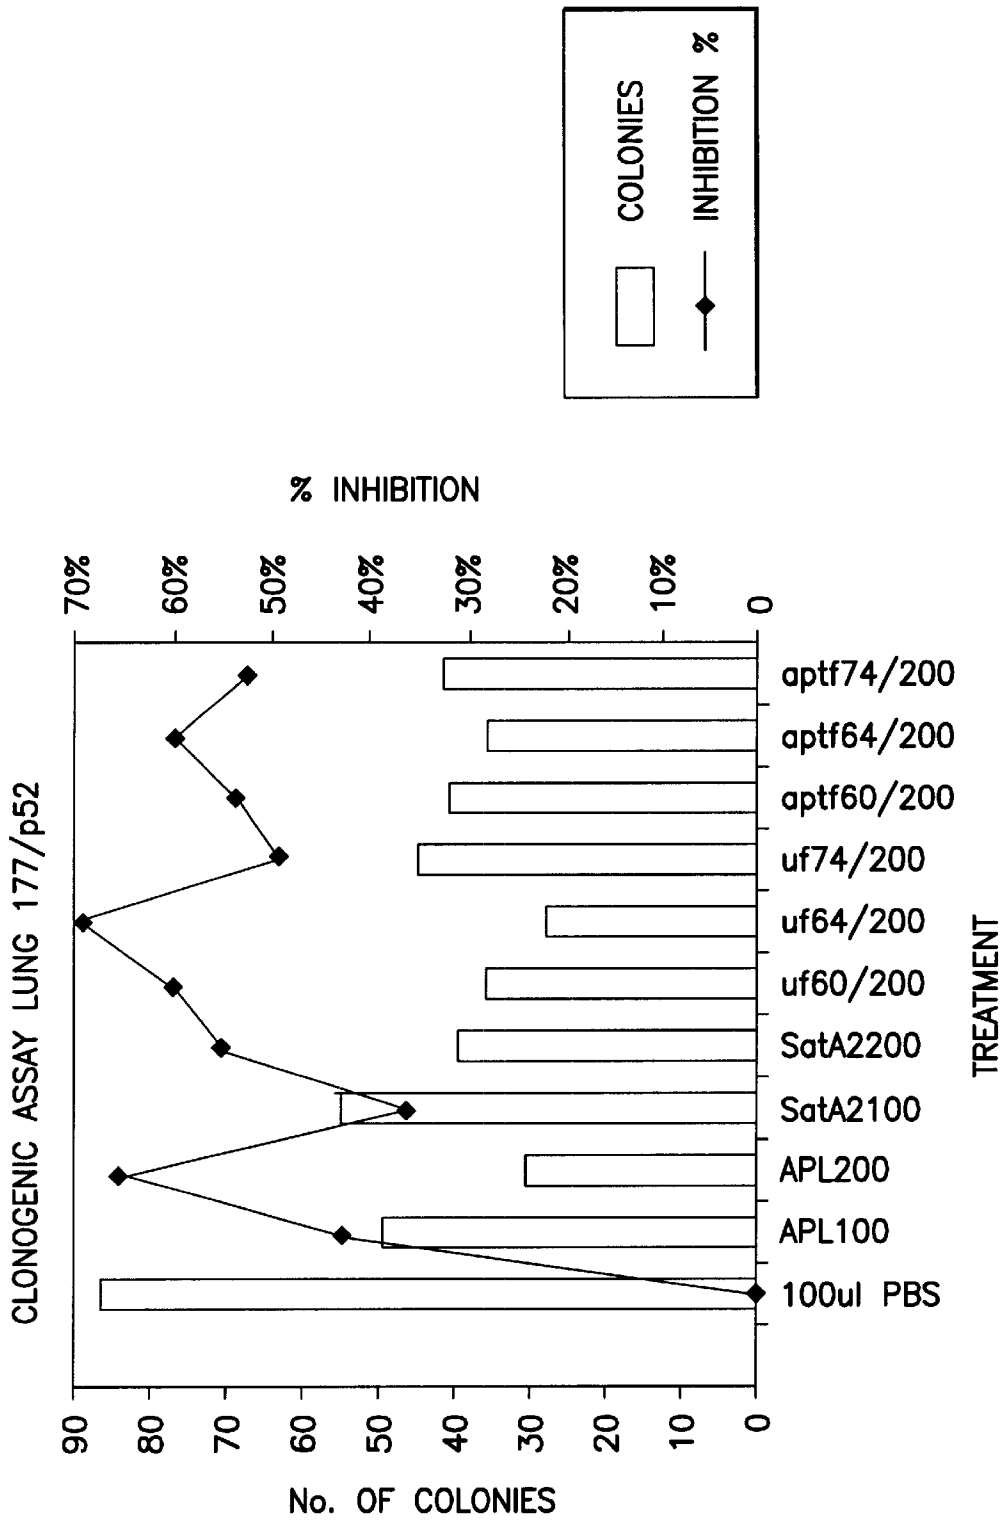 CLONOGENIC ASSAY LUNG 177/p52
No. OF COLONIES
90
80
70
60
50
40
30
20
10
0
% INHIBITION
70%
60%
50%
40%
30%
20%
10%
0
100ul PBS
APL100
APL200
SatA2100
SatA2200
uf60/200
uf64/200
uf74/200
aptf60/200
aptf64/200
aptf74/200
TREATMENT
COLONIES
INHIBITION %